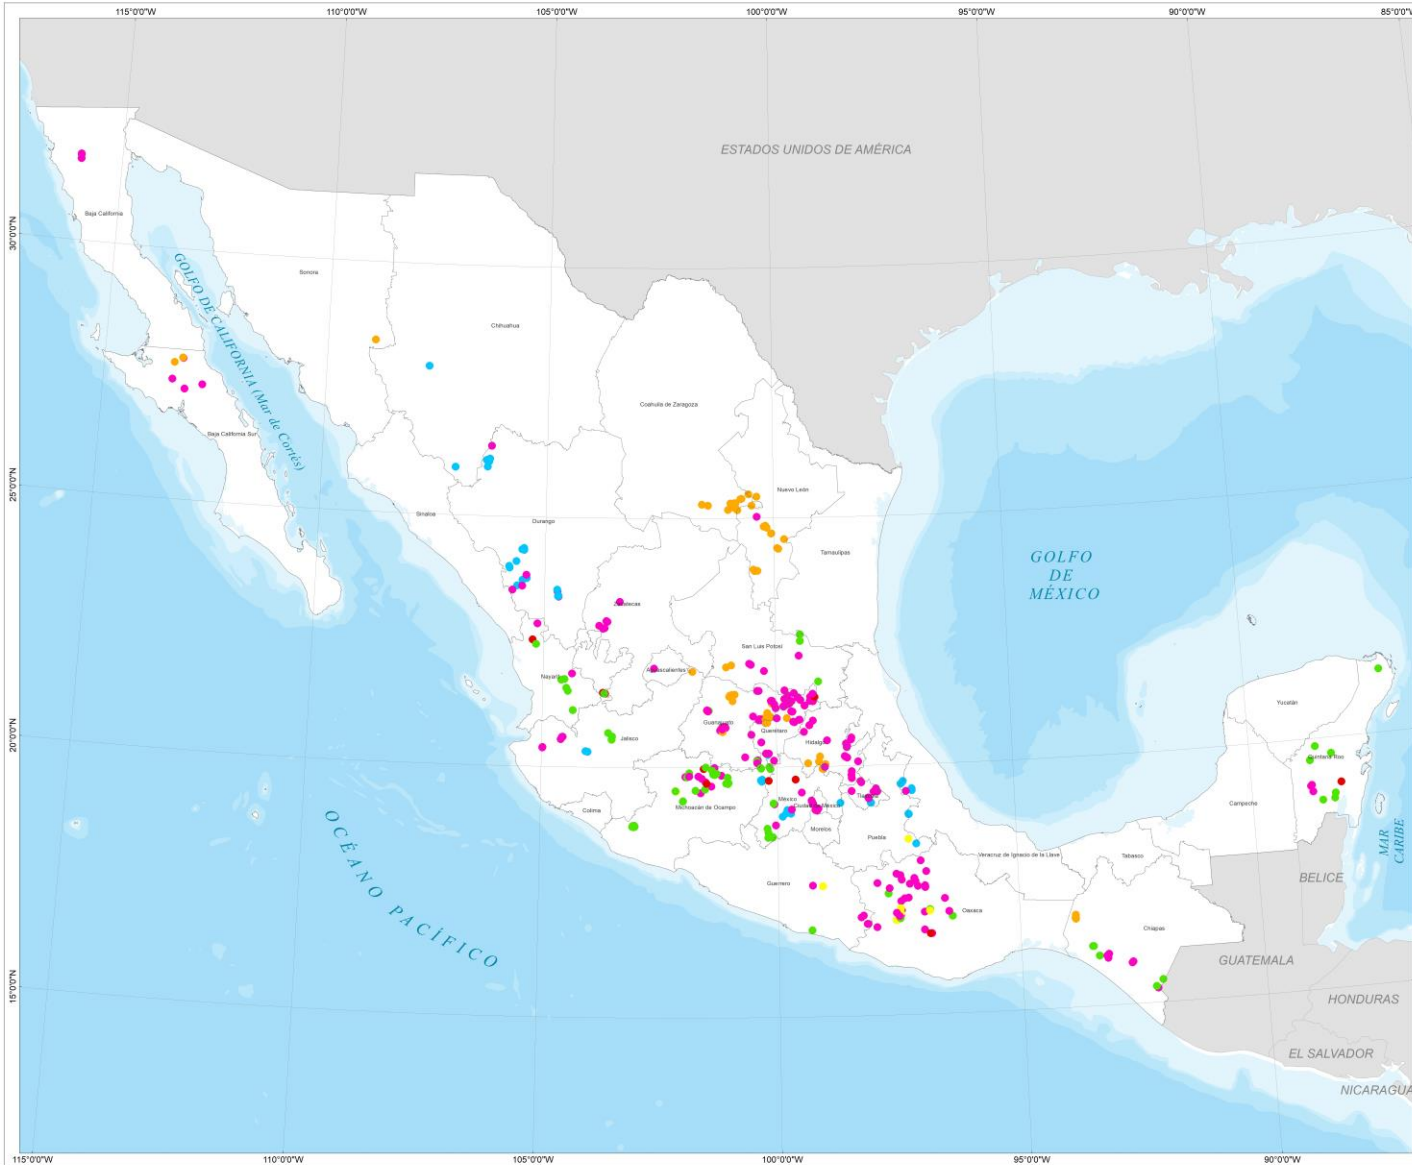 115°0'0"W
110°0'0"W
105°0'0"W
100°0'0"W
95°0'0"W
90°0'0"W
85°0'0"W
ESTADOS UNIDOS DE AMÉRICA
Baja California
30°0'0"N
Sonora
GOLFO DE CALIFORNIA (Mar de Cortés)
Chihuahua
Coahuila de Zaragoza
Baja California Sur
25°0'0"N
Nuevo León
Sinaloa
Durango
Tamaulipas
GOLFO
DE
MÉXICO
Zacatecas
San Luis Potosí
Aguascalientes
Nayarit
Yucatán
20°0'0"N
Guanajuato
Querétaro
Jalisco
Hidalgo
Quintana Roo
México
Tlaxcala
Ciudad de México
Colima
Michoacán de Ocampo
Campeche
Morelos
Puebla
MAR
CARIBE
Veracruz de Ignacio de la Llave
Tabasco
BELICE
Guerrero
Oaxaca
Chiapas
OCÉANO PACÍFICO
GUATEMALA
15°0'0"N
HONDURAS
EL SALVADOR
NICARAGUA
115°0'0"W
110°0'0"W
105°0'0"W
100°0'0"W
95°0'0"W
90°0'0"W